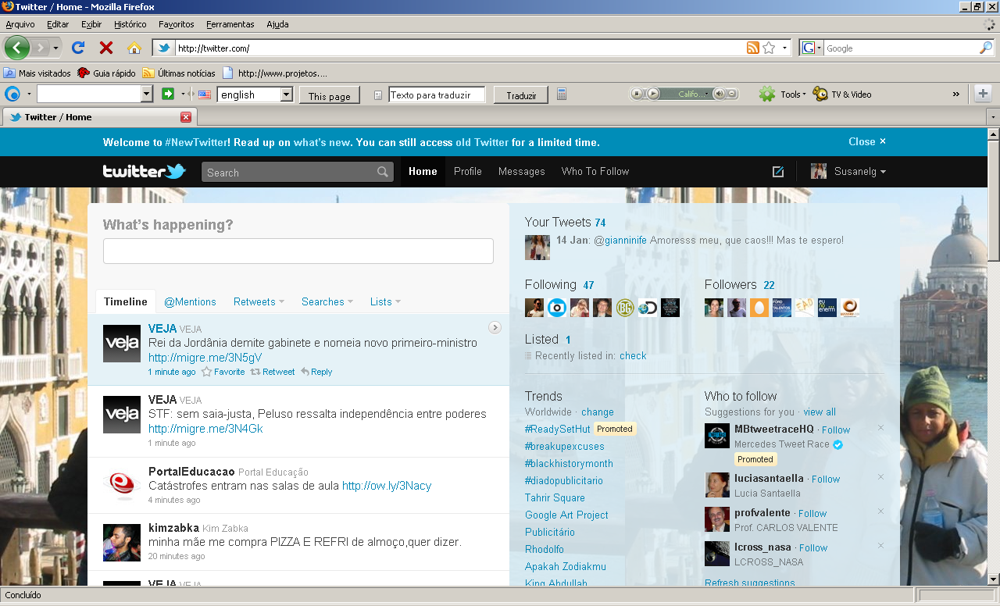 Twitter / Home - Mozilla Firefox
Arquivo Editar Exibir Histórico Favoritos Ferramentas Ajuda
http://twitter.com/
Google
Mais visitados Guia rápido Últimas notícias http://www.projetos....
english This page Texto para traduzir Traduzir Califo... Tools TV & Video »
Twitter / Home
Welcome to #NewTwitter! Read up on what's new. You can still access old Twitter for a limited time. Close ×
twitter Search Home Profile Messages Who To Follow Susanelg
What's happening?
Timeline @Mentions Retweets Searches Lists
veja
VEJA VEJA
Rei da Jordânia demite gabinete e nomeia novo primeiro-ministro
http://migre.me/3N5gV
1 minute ago Favorite Retweet Reply
veja
VEJA VEJA
STF: sem saia-justa, Peluso ressalta independência entre poderes
http://migre.me/3N4Gk
1 minute ago
PortalEducacao Portal Educação
Catástrofes entram nas salas de aula http://ow.ly/3Nacy
4 minutes ago
kimzabka Kim Zabka
minha mãe me compra PIZZA E REFRI de almoço,quer dizer.
20 minutes ago
VEJA VEJA
Your Tweets 74
14 Jan: @gianninife Amoresss meu, que caos!!! Mas te espero!
Following 47
Followers 22
Listed 1
Recently listed in: check
Trends
Worldwide · change
#ReadySetHut Promoted
#breakupexcuses
#blackhistorymonth
#diadopublicitario
Tahrir Square
Google Art Project
Publicitário
Rhodolfo
Apakah Zodiakmu
King Abdullah
Who to follow
Suggestions for you · view all
MBtweetraceHQ · Follow
Mercedes Tweet Race
Promoted
luciasantaella · Follow
Lucia Santaella
profvalente · Follow
Prof. CARLOS VALENTE
lcross_nasa · Follow
LCROSS_NASA
Refresh suggestions
Concluído